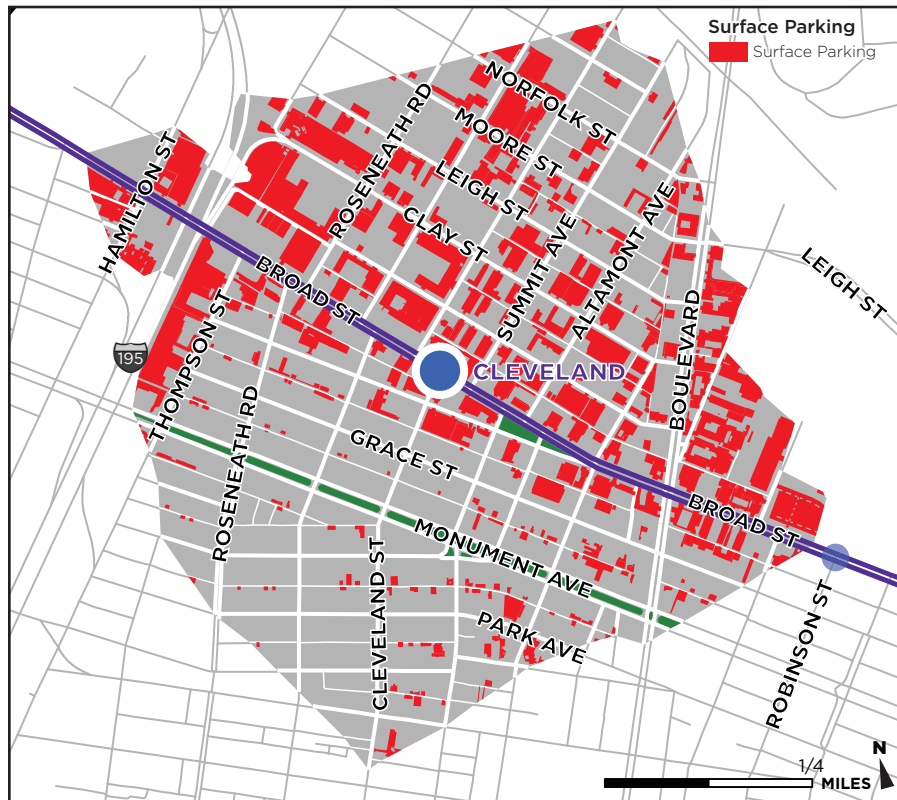 Surface Parking
Surface Parking
NORFOLK ST
MOORE ST
ROSENEATH RD
LEIGH ST
HAMILTON ST
CLAY ST
ALTAMONT AVE
SUMMIT AVE
LEIGH ST
BROAD ST
THOMPSON ST
BOULEVARD
195
CLEVELAND
ROSENEATH RD
GRACE ST
BROAD ST
MONUMENT AVE
CLEVELAND ST
PARK AVE
ROBINSON ST
N
1/4
MILES